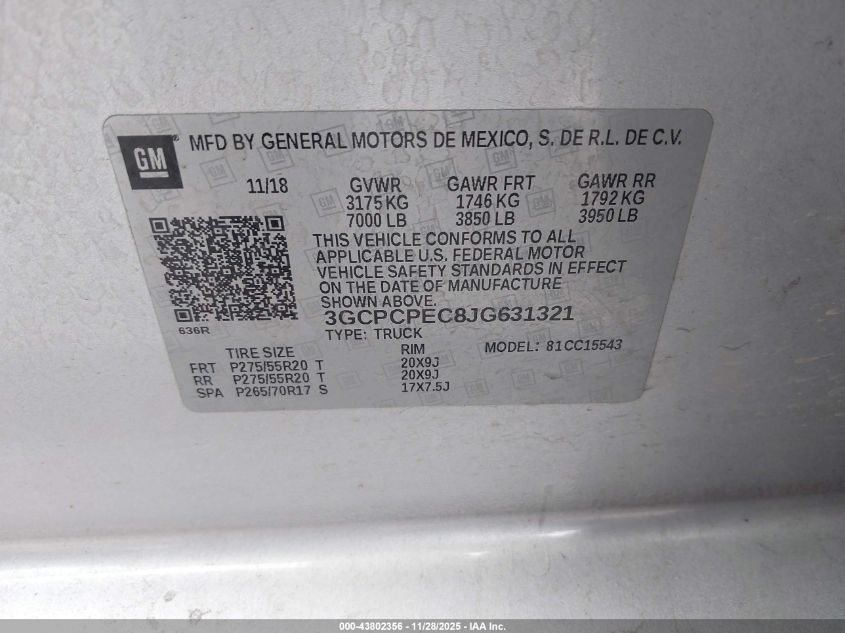 GM
MFD BY GENERAL MOTORS DE MEXICO, S. DE R.L. DE C.V.
11/18 GVWR GAWR FRT GAWR RR
3175 KG 1746 KG 1792 KG
7000 LB 3850 LB 3950 LB
THIS VEHICLE CONFORMS TO ALL
APPLICABLE U.S. FEDERAL MOTOR
VEHICLE SAFETY STANDARDS IN EFFECT
ON THE DATE OF MANUFACTURE
SHOWN ABOVE.
636R
3GCPCPEC8JG631321
TYPE: TRUCK
TIRE SIZE RIM MODEL: 81CC15543
FRT P275/55R20 T 20X9J
RR P275/55R20 T 20X9J
SPA P265/70R17 S 17X7.5J
000-43802356 - 11/28/2025 - IAA Inc.